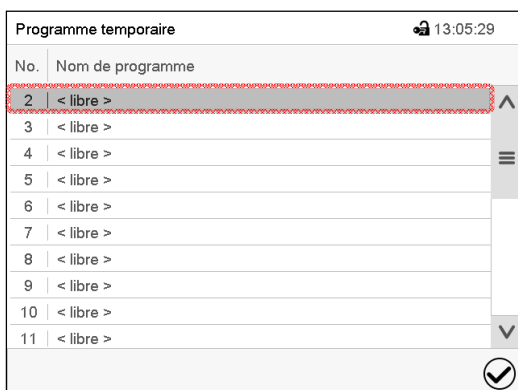 Programme temporaire 13:05:29
No. Nom de programme
2 < libre >
3 < libre >
4 < libre >
5 < libre >
6 < libre >
7 < libre >
8 < libre >
9 < libre >
10 < libre >
11 < libre >